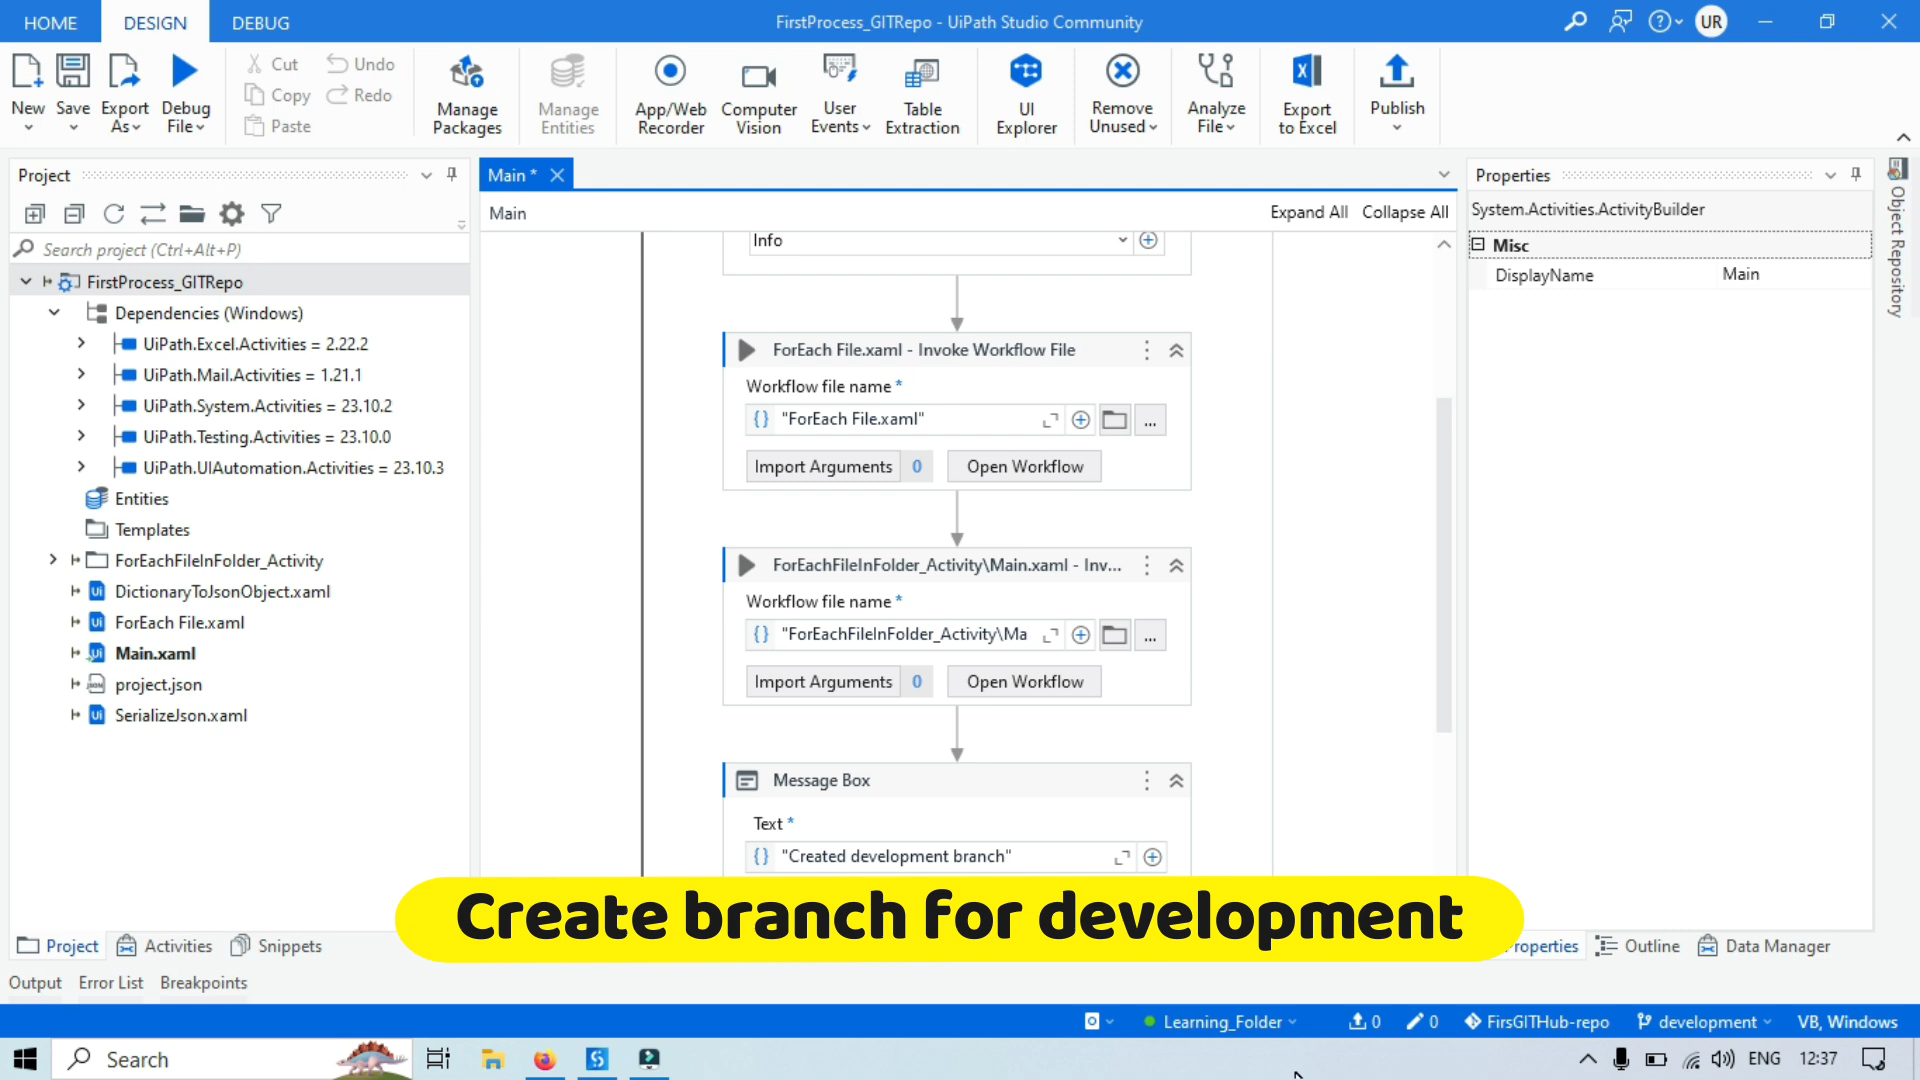 HOME
DESIGN
DEBUG
FirstProcess_GITRepo - UiPath Studio Community
UR
New
Save
Export As
Debug File
Cut
Copy
Paste
Undo
Redo
Manage Packages
Manage Entities
App/Web Recorder
Computer Vision
User Events
Table Extraction
UI Explorer
Remove Unused
Analyze File
Export to Excel
Publish
Project
Search project (Ctrl+Alt+P)
FirstProcess_GITRepo
Dependencies (Windows)
UiPath.Excel.Activities = 2.22.2
UiPath.Mail.Activities = 1.21.1
UiPath.System.Activities = 23.10.2
UiPath.Testing.Activities = 23.10.0
UiPath.UIAutomation.Activities = 23.10.3
Entities
Templates
ForEachFileInFolder_Activity
DictionaryToJsonObject.xaml
ForEach File.xaml
Main.xaml
project.json
SerializeJson.xaml
Main *
Main
Expand All
Collapse All
Info
ForEach File.xaml - Invoke Workflow File
Workflow file name *
"ForEach File.xaml"
...
Import Arguments 0
Open Workflow
ForEachFileInFolder_Activity\Main.xaml - Inv...
Workflow file name *
"ForEachFileInFolder_Activity\Ma
...
Import Arguments 0
Open Workflow
Message Box
Text *
"Created development branch"
Properties
System.Activities.ActivityBuilder
Misc
DisplayName Main
Object Repository
Create branch for development
Project
Activities
Snippets
Properties
Outline
Data Manager
Output
Error List
Breakpoints
Learning_Folder
0
0
FirsGITHub-repo
development
VB, Windows
Search
ENG
12:37